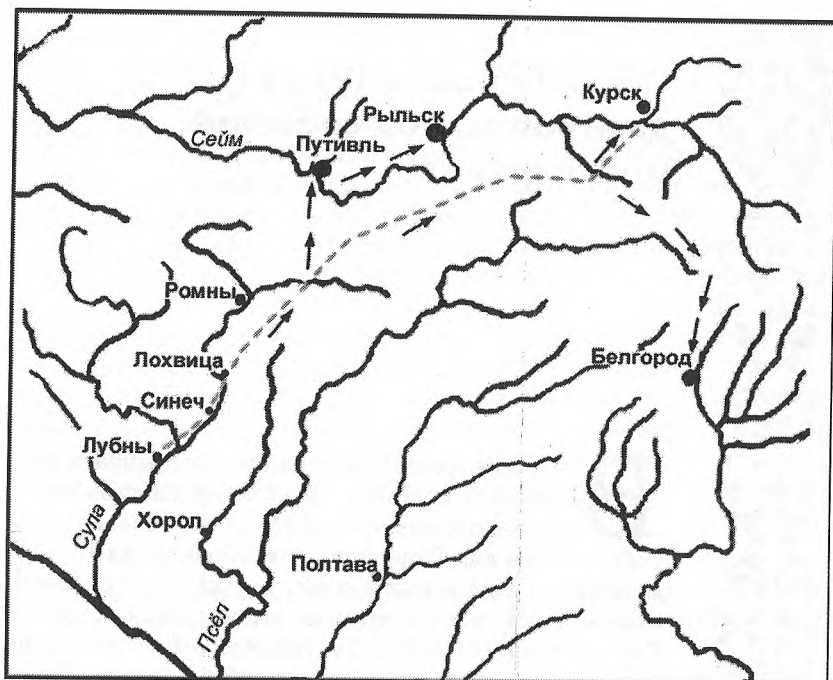 Курск
Рыльск
Сейм
Путивль
Ромны
Лохвица
Белгород
Синеч
Лубны
Сула
Хорол
Полтава
Псёл